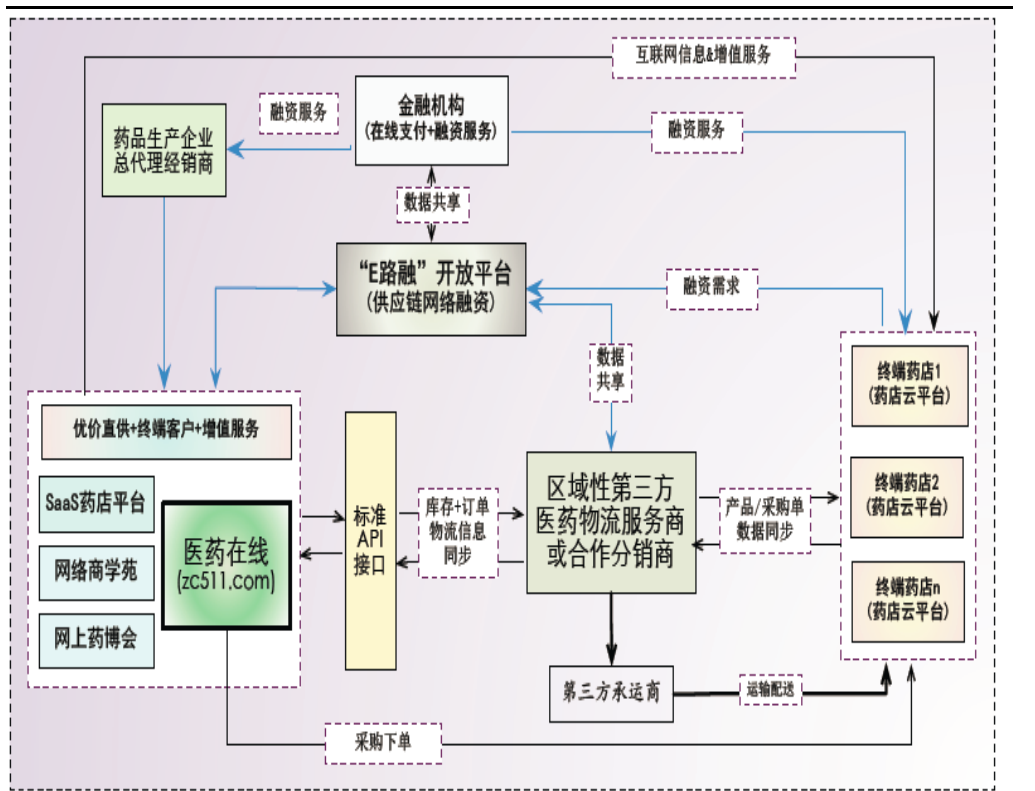 互联网信息&增值服务
融资服务
金融机构
(在线支付+融资服务)
融资服务
药品生产企业
总代理经销商
数据共享
“E路融”开放平台
(供应链网络融资)
融资需求
数据
共享
终端药店1
(药店云平台)
优价直供+终端客户+增值服务
SaaS药店平台
医药在线
(zc511.com)
网络商学苑
网上药博会
标准
API
接口
库存+订单
物流信息
同步
区域性第三方
医药物流服务商
或合作分销商
产品/采购单
数据同步
终端药店2
(药店云平台)
终端药店n
(药店云平台)
第三方承运商
运输配送
采购下单